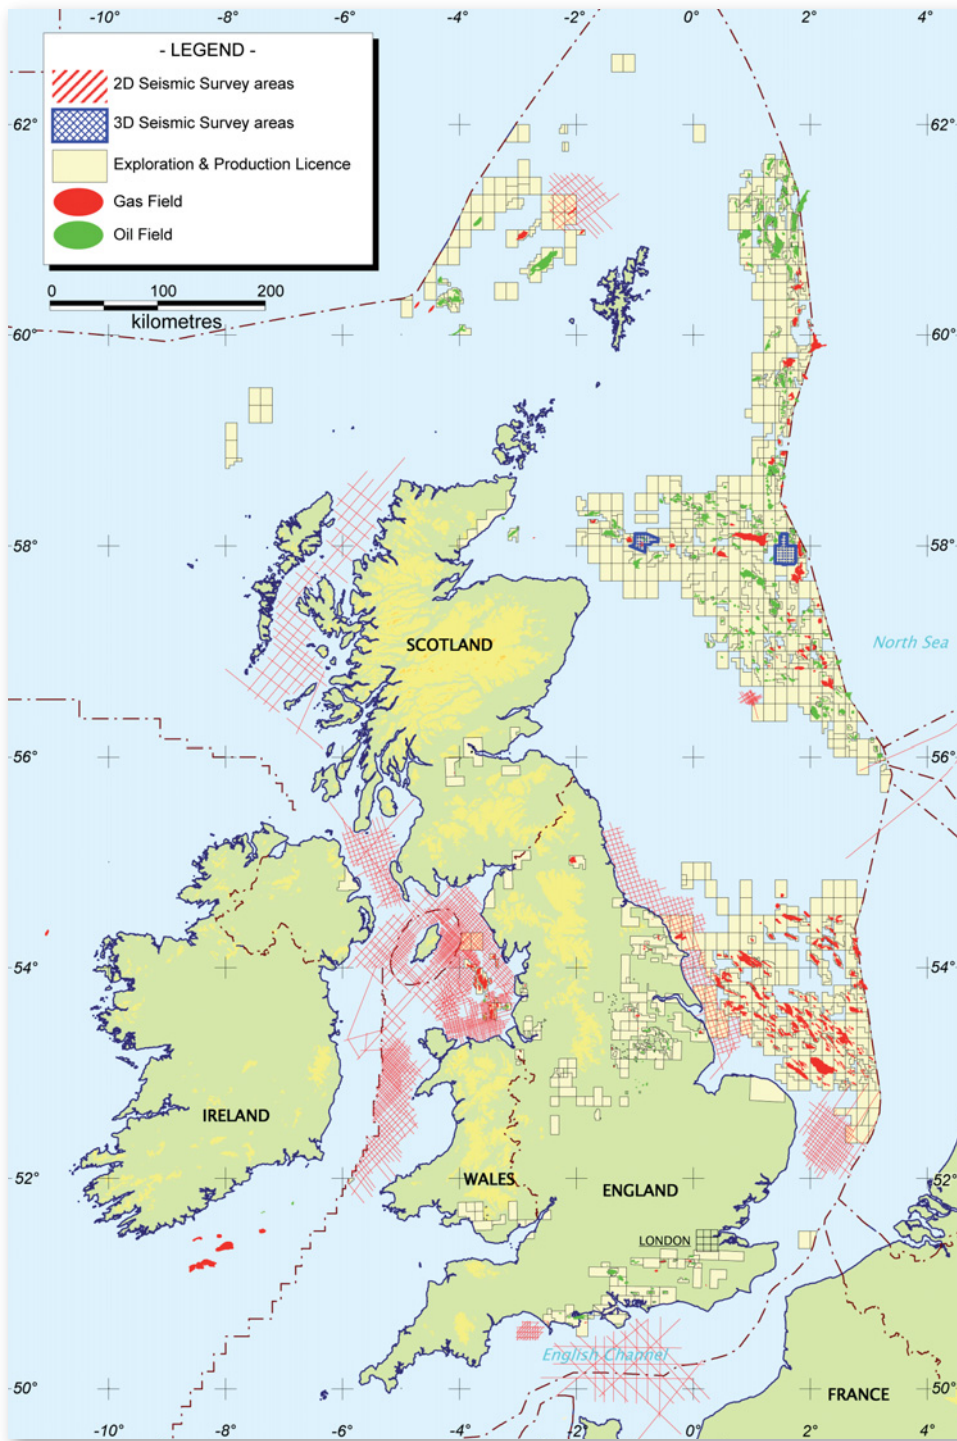 -10° -8° -6° -4° -2° 0° 2° 4°
- LEGEND -
2D Seismic Survey areas
3D Seismic Survey areas
Exploration & Production Licence
Gas Field
Oil Field
0 100 200
kilometres
62° 62°
60° 60°
58° 58°
SCOTLAND
North Sea
56° 56°
54° 54°
IRELAND
WALES
ENGLAND
52° 52°
LONDON
English Channel
50° 50°
FRANCE
-10° -8° -6° -4° -2° 0° 2° 4°